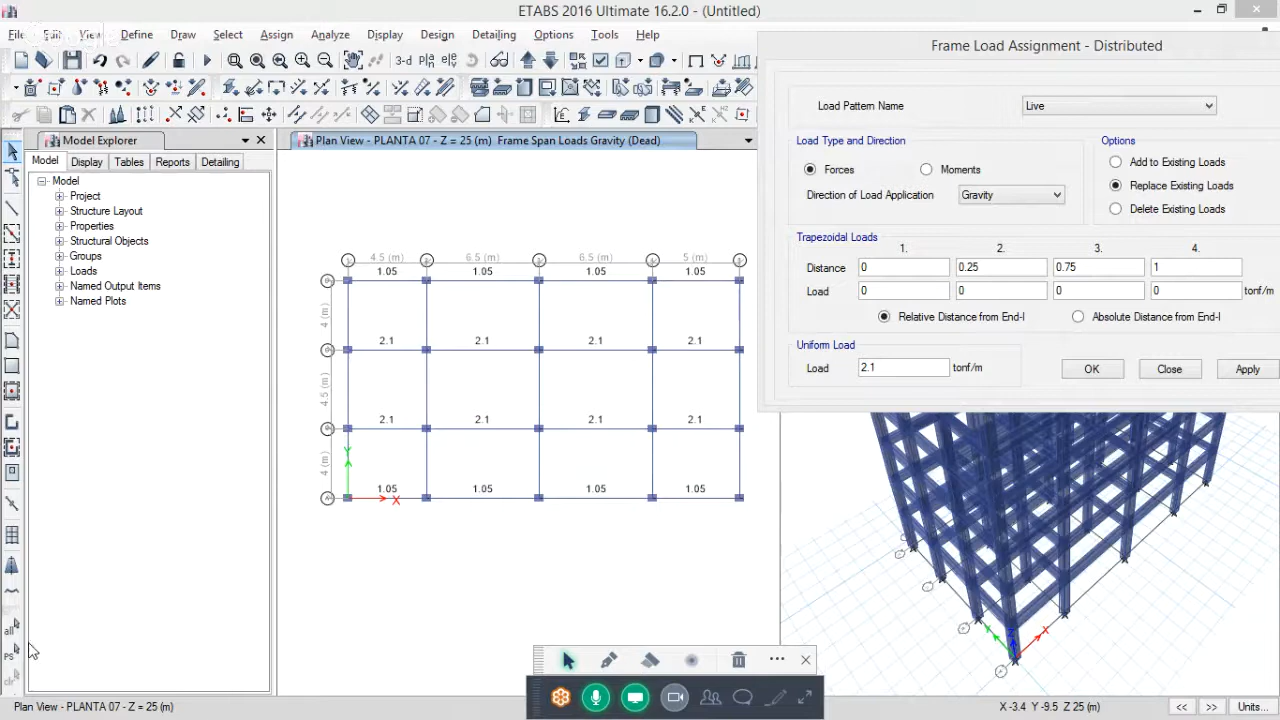 ETABS 2016 Ultimate 16.2.0 - (Untitled)
File Edit View Define Draw Select Assign Analyze Display Design Detailing Options Tools Help
3-d
Model Explorer
Model Display Tables Reports Detailing
Model
Project
Structure Layout
Properties
Structural Objects
Groups
Loads
Named Output Items
Named Plots
all
PS
Plan View - PLANTA 07 - Z = 25 (m) Frame Span Loads Gravity (Dead)
4.5 (m) 6.5 (m) 6.5 (m) 5 (m)
1.05 1.05 1.05 1.05
4 (m)
2.1 2.1 2.1 2.1
4.5 (m)
2.1 2.1 2.1 2.1
4 (m)
1.05 1.05 1.05 1.05
Y
X
Frame Load Assignment - Distributed
Load Pattern Name Live
Load Type and Direction
Forces Moments
Direction of Load Application Gravity
Options
Add to Existing Loads
Replace Existing Loads
Delete Existing Loads
Trapezoidal Loads
1. 2. 3. 4.
Distance 0 0.25 0.75 1
Load 0 0 0 0 tonf/m
Relative Distance from End-I Absolute Distance from End-I
Uniform Load
Load 2.1 tonf/m
OK Close Apply
Y
X
Plan View - PLANTA 07 - Z = 25 (m)
X -3.4 Y -9.5 Z 25 (m)
<< >>